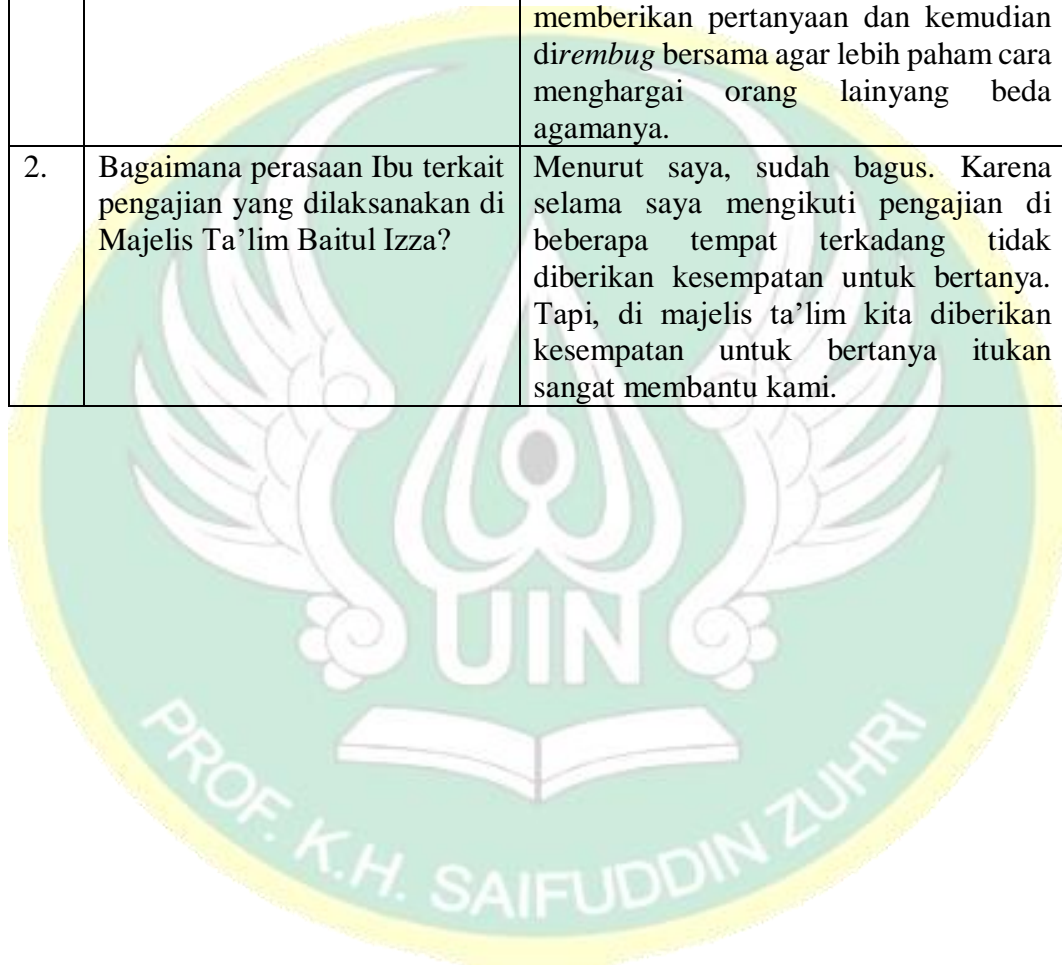 memberikan pertanyaan dan kemudian
dirembug bersama agar lebih paham cara
menghargai orang lainyang beda
agamanya.
2. Bagaimana perasaan Ibu terkait
pengajian yang dilaksanakan di
Majelis Ta’lim Baitul Izza?
Menurut saya, sudah bagus. Karena
selama saya mengikuti pengajian di
beberapa tempat terkadang tidak
diberikan kesempatan untuk bertanya.
Tapi, di majelis ta’lim kita diberikan
kesempatan untuk bertanya itukan
sangat membantu kami.
UIN
PROF. K.H. SAIFUDDIN ZUHRI